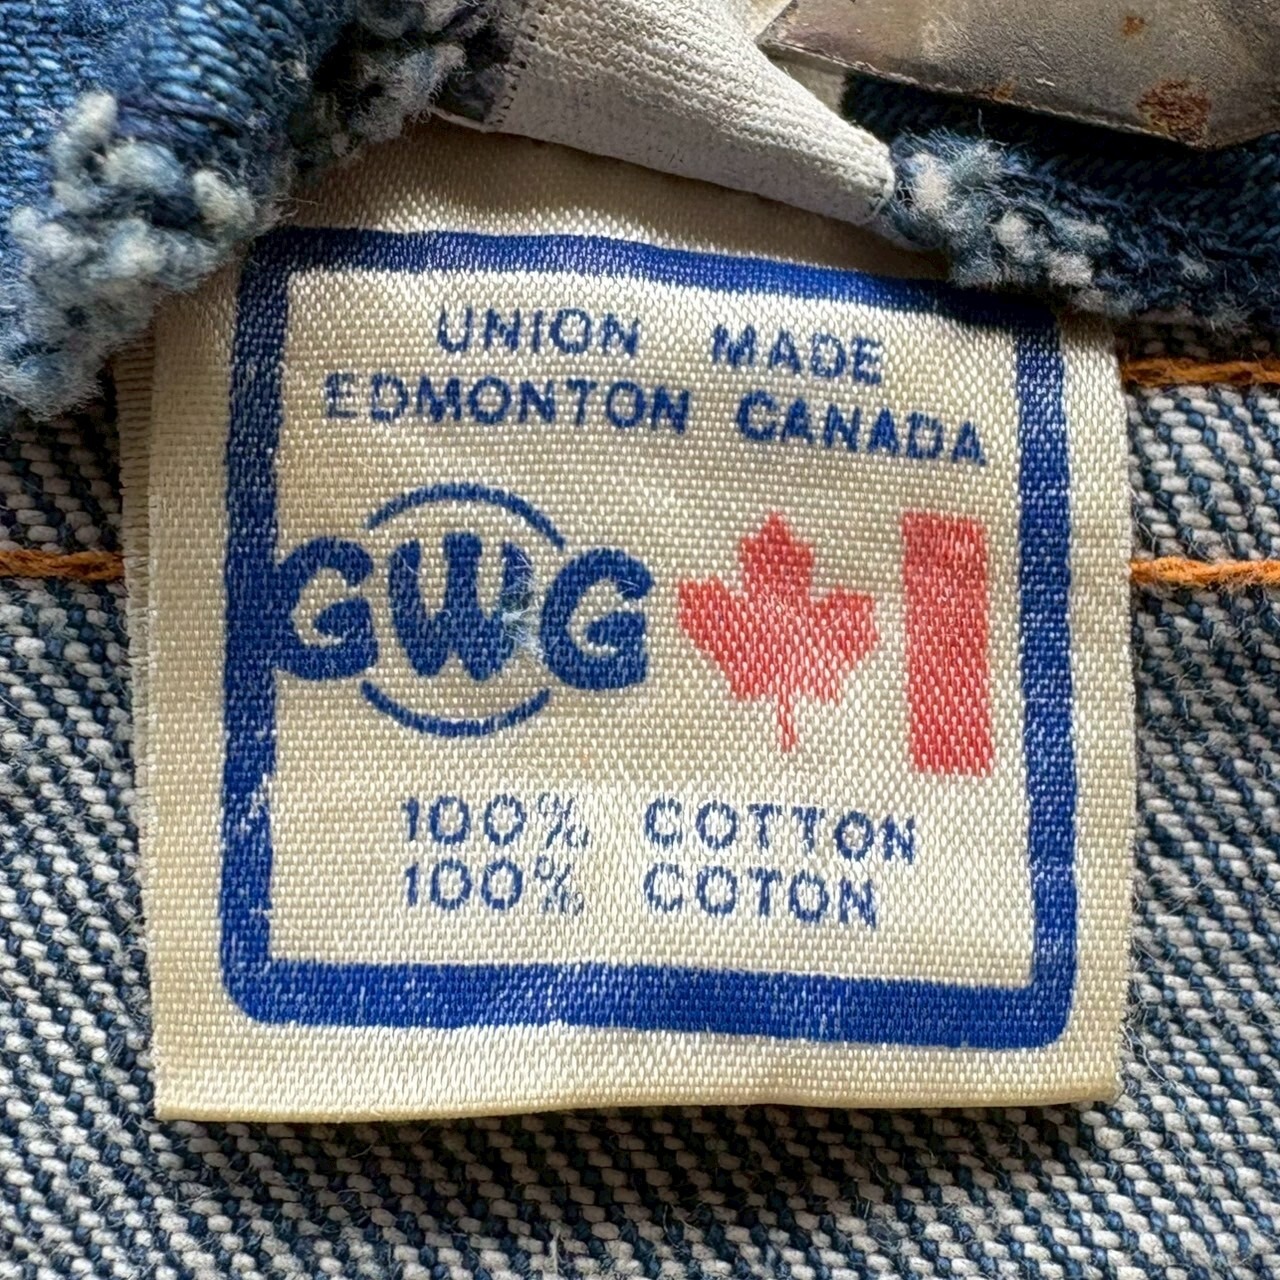 UNION MADE
EDMONTON CANADA
GWG
100% COTTON
100% COTON